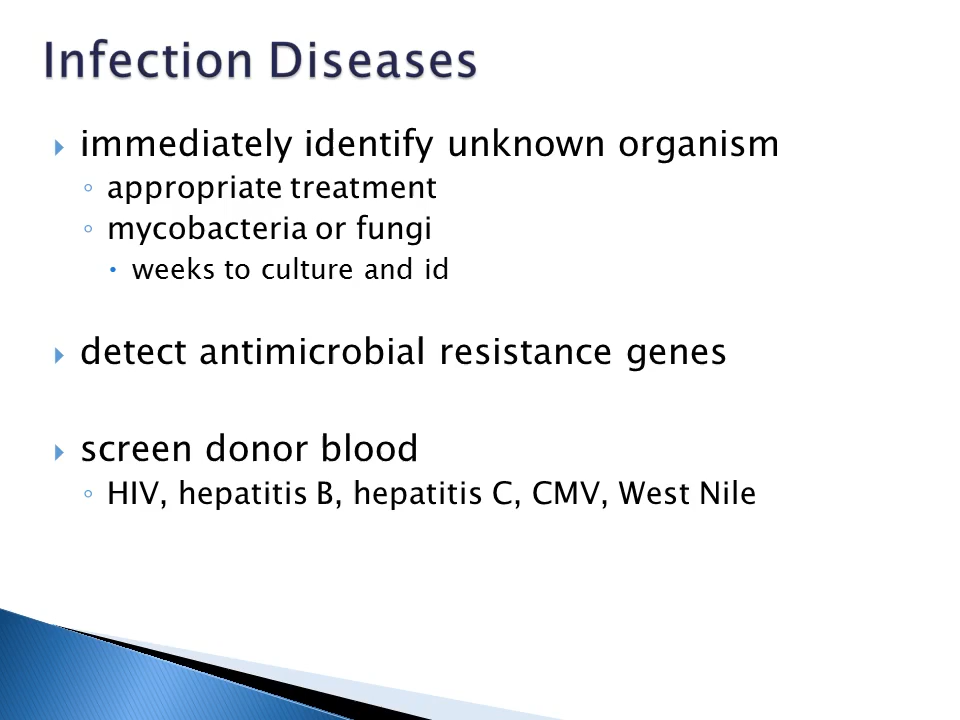 Infection Diseases
immediately identify unknown organism
appropriate treatment
mycobacteria or fungi
weeks to culture and id
detect antimicrobial resistance genes
screen donor blood
HIV, hepatitis B, hepatitis C, CMV, West Nile